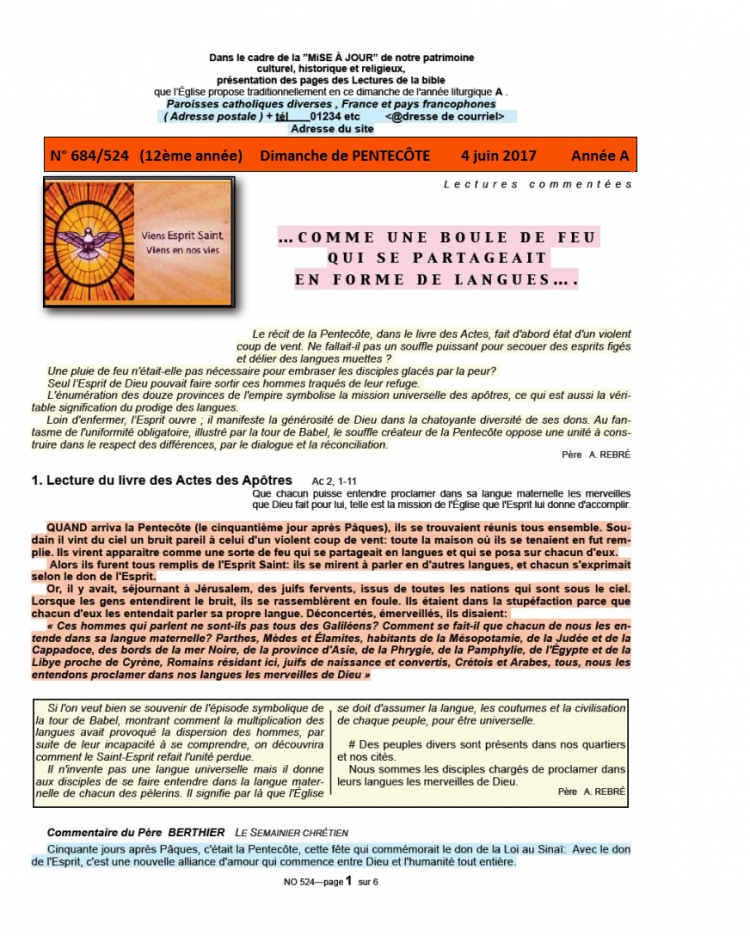 Dans le cadre de la "MiSE À JOUR" de notre patrimoine
culturel, historique et religieux,
présentation des pages des Lectures de la bible
que l'Église propose traditionnellement en ce dimanche de l'année liturgique A .
Paroisses catholiques diverses , France et pays francophones
( Adresse postale ) + tél___01234 etc <@dresse de courriel>
Adresse du site
N° 684/524 (12ème année) Dimanche de PENTECÔTE 4 juin 2017 Année A
Lectures commentées
Viens Esprit Saint,
Viens en nos vies
...COMME UNE BOULE DE FEU
QUI SE PARTAGEAIT
EN FORME DE LANGUES... .
Le récit de la Pentecôte, dans le livre des Actes, fait d'abord état d'un violent
coup de vent. Ne fallait-il pas un souffle puissant pour secouer des esprits figés
et délier des langues muettes ?
Une pluie de feu n'était-elle pas nécessaire pour embraser les disciples glacés par la peur?
Seul l'Esprit de Dieu pouvait faire sortir ces hommes traqués de leur refuge.
L'énumération des douze provinces de l'empire symbolise la mission universelle des apôtres, ce qui est aussi la véri-
table signification du prodige des langues.
Loin d'enfermer, l'Esprit ouvre ; il manifeste la générosité de Dieu dans la chatoyante diversité de ses dons. Au fan-
tasme de l'uniformité obligatoire, illustré par la tour de Babel, le souffle créateur de la Pentecôte oppose une unité à cons-
truire dans le respect des différences, par le dialogue et la réconciliation.
Père A. REBRÉ
1. Lecture du livre des Actes des Apôtres Ac 2, 1-11
Que chacun puisse entendre proclamer dans sa langue maternelle les merveilles
que Dieu fait pour lui, telle est la mission de l'Église que l'Esprit lui donne d'accomplir.
QUAND arriva la Pentecôte (le cinquantième jour après Pâques), ils se trouvaient réunis tous ensemble. Sou-
dain il vint du ciel un bruit pareil à celui d'un violent coup de vent: toute la maison où ils se tenaient en fut rem-
plie. Ils virent apparaître comme une sorte de feu qui se partageait en langues et qui se posa sur chacun d'eux.
Alors ils furent tous remplis de l'Esprit Saint: ils se mirent à parler en d'autres langues, et chacun s'exprimait
selon le don de l'Esprit.
Or, il y avait, séjournant à Jérusalem, des juifs fervents, issus de toutes les nations qui sont sous le ciel.
Lorsque les gens entendirent le bruit, ils se rassemblèrent en foule. Ils étaient dans la stupéfaction parce que
chacun d'eux les entendait parler sa propre langue. Déconcertés, émerveillés, ils disaient:
« Ces hommes qui parlent ne sont-ils pas tous des Galiléens? Comment se fait-il que chacun de nous les en-
tende dans sa langue maternelle? Parthes, Mèdes et Élamites, habitants de la Mésopotamie, de la Judée et de la
Cappadoce, des bords de la mer Noire, de la province d'Asie, de la Phrygie, de la Pamphylie, de l'Égypte et de la
Libye proche de Cyrène, Romains résidant ici, juifs de naissance et convertis, Crétois et Arabes, tous, nous les
entendons proclamer dans nos langues les merveilles de Dieu »
Si l'on veut bien se souvenir de l'épisode symbolique de
la tour de Babel, montrant comment la multiplication des
langues avait provoqué la dispersion des hommes, par
suite de leur incapacité à se comprendre, on découvrira
comment le Saint-Esprit refait l'unité perdue.
Il n'invente pas une langue universelle mais il donne
aux disciples de se faire entendre dans la langue mater-
nelle de chacun des pèlerins. Il signifie par là que l'Église
se doit d'assumer la langue, les coutumes et la civilisation
de chaque peuple, pour être universelle.
# Des peuples divers sont présents dans nos quartiers
et nos cités.
Nous sommes les disciples chargés de proclamer dans
leurs langues les merveilles de Dieu.
Père A. REBRÉ
Commentaire du Père BERTHIER LE SEMAINIER CHRÉTIEN
Cinquante jours après Pâques, c'était la Pentecôte, cette fête qui commémorait le don de la Loi au Sinaï: Avec le don
de l'Esprit, c'est une nouvelle alliance d'amour qui commence entre Dieu et l'humanité tout entière.
NO 524—page 1 sur 6